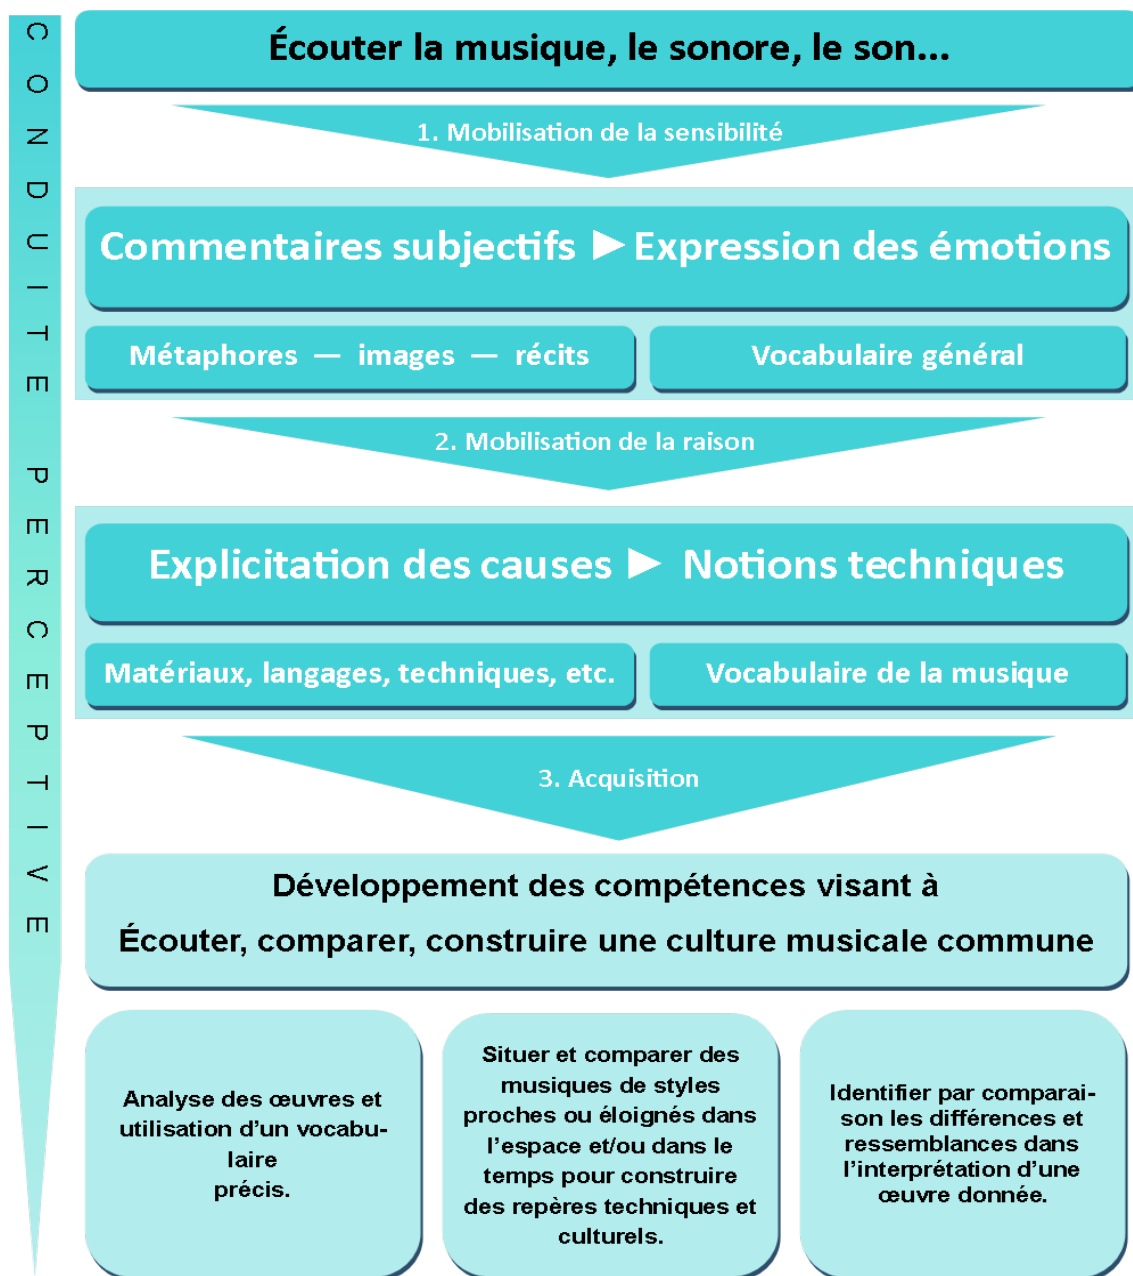 CONDUITE PERCEPTIVE
Écouter la musique, le sonore, le son...
1. Mobilisation de la sensibilité
Commentaires subjectifs ► Expression des émotions
Métaphores — images — récits
Vocabulaire général
2. Mobilisation de la raison
Explicitation des causes ► Notions techniques
Matériaux, langages, techniques, etc.
Vocabulaire de la musique
3. Acquisition
Développement des compétences visant à
Écouter, comparer, construire une culture musicale commune
Analyse des œuvres et
utilisation d’un vocabu-
laire
précis.
Situer et comparer des
musiques de styles
proches ou éloignés dans
l’espace et/ou dans le
temps pour construire
des repères techniques et
culturels.
Identifier par comparai-
son les différences et
ressemblances dans
l’interprétation d’une
œuvre donnée.